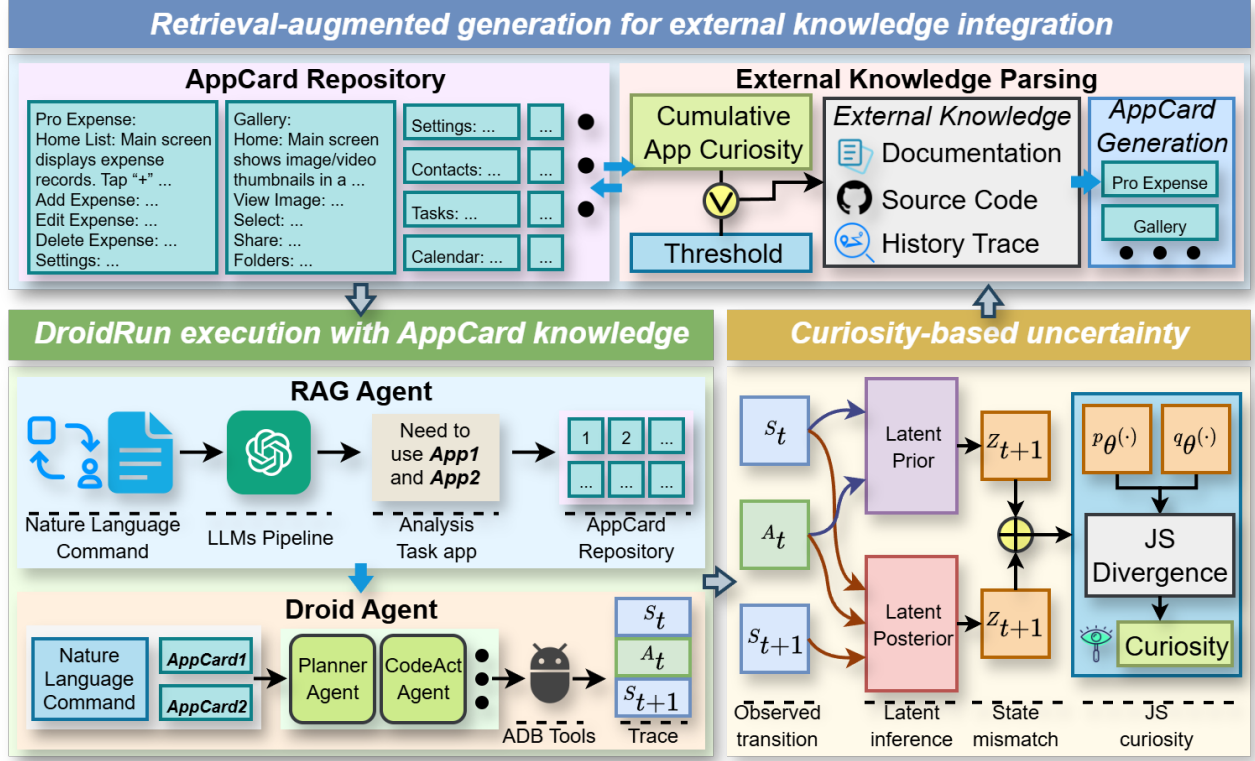 Retrieval-augmented generation for external knowledge integration
AppCard Repository
Pro Expense:
Home List: Main screen
displays expense
records. Tap “+” ...
Add Expense: ...
Edit Expense: ...
Delete Expense: ...
Settings: ...
Gallery:
Home: Main screen
shows image/video
thumbnails in a ...
View Image: ...
Select: ...
Share: ...
Folders: ...
Settings: ...
...
Contacts: ...
...
Tasks: ...
...
Calendar: ...
...
External Knowledge Parsing
Cumulative
App Curiosity
V
Threshold
External Knowledge
Documentation
Source Code
History Trace
AppCard
Generation
Pro Expense
Gallery
DroidRun execution with AppCard knowledge
RAG Agent
Nature Language
Command
LLMs Pipeline
Need to
use App1
and App2
Analysis
Task app
1
2
...
...
...
...
AppCard
Repository
Droid Agent
Nature
Language
Command
AppCard1
AppCard2
Planner
Agent
CodeAct
Agent
ADB Tools
S_t
A_t
S_{t+1}
Trace
Curiosity-based uncertainty
S_t
A_t
S_{t+1}
Observed
transition
Latent
Prior
Latent
Posterior
Latent
inference
Z_{t+1}
Z_{t+1}
State
mismatch
p_θ(·)
q_θ(·)
JS
Divergence
Curiosity
JS
curiosity